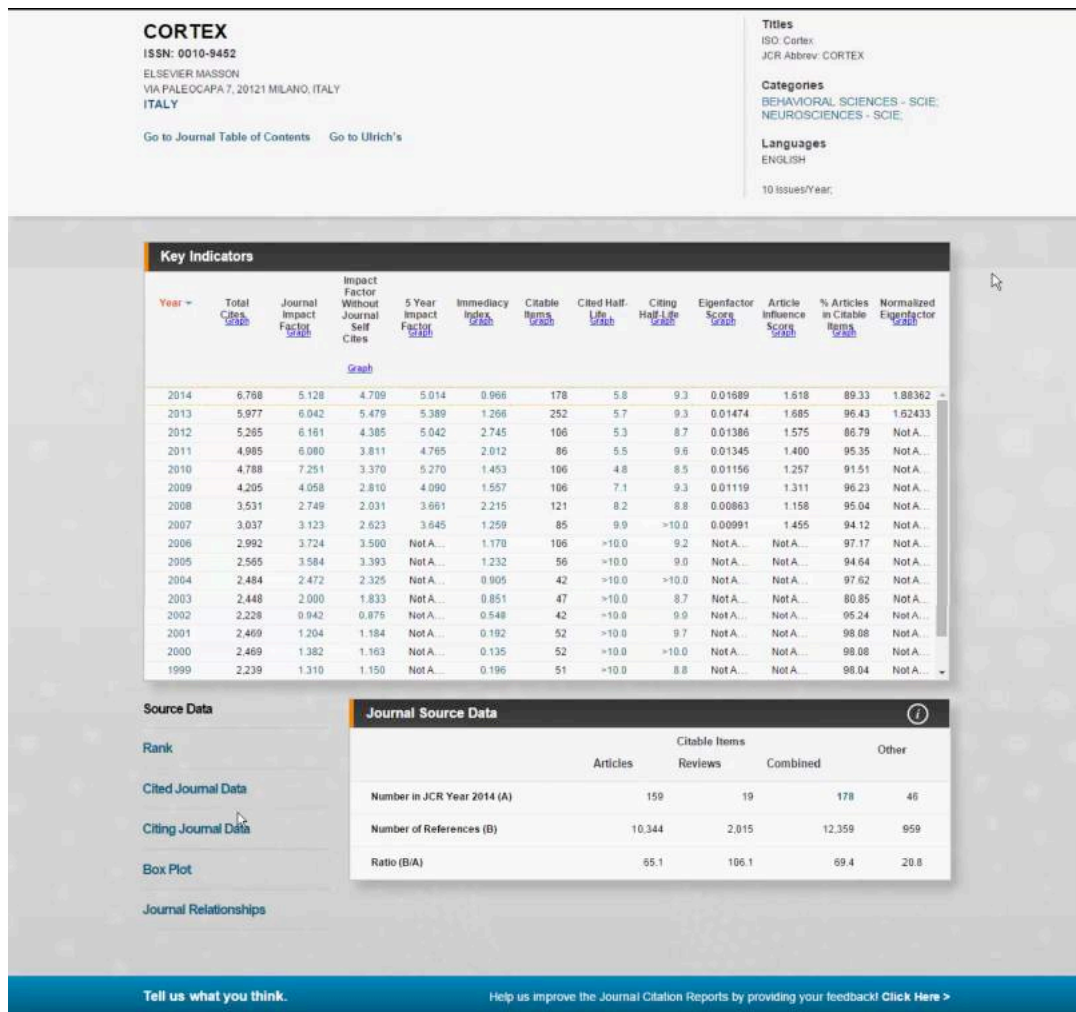 CORTEX
ISSN: 0010-9452
ELSEVIER MASSON
VIA PALEOCAPA 7, 20121 MILANO, ITALY
ITALY
Go to Journal Table of Contents Go to Ulrich's
Titles
ISO: Cortex
JCR Abbrev: CORTEX
Categories
BEHAVIORAL SCIENCES - SCIE;
NEUROSCIENCES - SCIE;
Languages
ENGLISH
10 Issues/Year;
Key Indicators
Year Total Cites Graph Journal Impact Factor Graph Impact Factor Without Journal Self Cites Graph 5 Year Impact Factor Graph Immediacy Index Graph Citable Items Graph Cited Half-Life Graph Citing Half-Life Graph Eigenfactor Score Graph Article Influence Score Graph % Articles in Citable Items Graph Normalized Eigenfactor Graph
2014 6,768 5.128 4.709 5.014 0.966 178 5.8 9.3 0.01689 1.618 89.33 1.88362
2013 5,977 6.042 5.479 5.389 1.266 252 5.7 9.3 0.01474 1.685 96.43 1.62433
2012 5,265 6.161 4.385 5.042 2.745 106 5.3 8.7 0.01386 1.575 86.79 Not A...
2011 4,985 6.080 3.811 4.765 2.012 86 5.5 9.6 0.01345 1.400 95.35 Not A...
2010 4,788 7.251 3.370 5.270 1.453 106 4.8 8.5 0.01156 1.257 91.51 Not A...
2009 4,205 4.058 2.810 4.090 1.557 106 7.1 9.3 0.01119 1.311 96.23 Not A...
2008 3,531 2.749 2.031 3.661 2.215 121 8.2 8.8 0.00863 1.158 95.04 Not A...
2007 3,037 3.123 2.623 3.645 1.259 85 9.9 >10.0 0.00991 1.455 94.12 Not A...
2006 2,992 3.724 3.500 Not A... 1.170 106 >10.0 9.2 Not A... Not A... 97.17 Not A...
2005 2,565 3.584 3.393 Not A... 1.232 56 >10.0 9.0 Not A... Not A... 94.64 Not A...
2004 2,484 2.472 2.325 Not A... 0.905 42 >10.0 >10.0 Not A... Not A... 97.62 Not A...
2003 2,448 2.000 1.833 Not A... 0.851 47 >10.0 8.7 Not A... Not A... 80.85 Not A...
2002 2,228 0.942 0.875 Not A... 0.548 42 >10.0 9.9 Not A... Not A... 95.24 Not A...
2001 2,469 1.204 1.184 Not A... 0.192 52 >10.0 9.7 Not A... Not A... 98.08 Not A...
2000 2,469 1.382 1.163 Not A... 0.135 52 >10.0 >10.0 Not A... Not A... 98.08 Not A...
1999 2,239 1.310 1.150 Not A... 0.196 51 >10.0 8.8 Not A... Not A... 98.04 Not A...
Source Data
Rank
Cited Journal Data
Citing Journal Data
Box Plot
Journal Relationships
Journal Source Data
Citable Items
Articles Reviews Combined Other
Number in JCR Year 2014 (A) 159 19 178 46
Number of References (B) 10,344 2,015 12,359 959
Ratio (B/A) 65.1 106.1 69.4 20.8
Tell us what you think.
Help us improve the Journal Citation Reports by providing your feedback! Click Here >